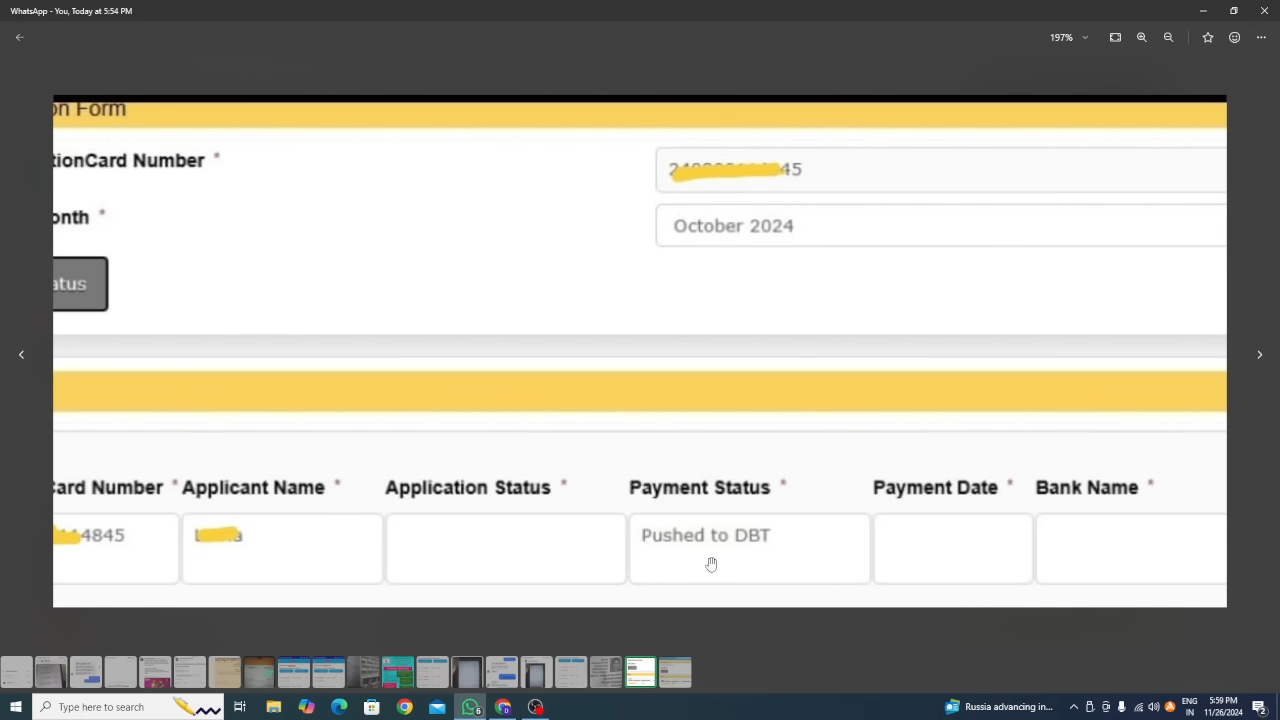 WhatsApp - You, Today at 5:54 PM
197%
on Form
tionCard Number *
45
onth *
October 2024
atus
Card Number * Applicant Name * Application Status * Payment Status * Payment Date * Bank Name *
4845 Pushed to DBT
Type here to search
Russia advancing in...
ENG
IN
5:59 PM
11/26/2024